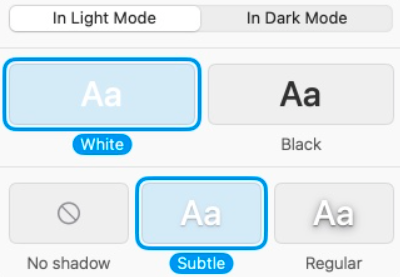 In Light Mode In Dark Mode
Aa Aa
White Black
Aa Aa
No shadow Subtle Regular